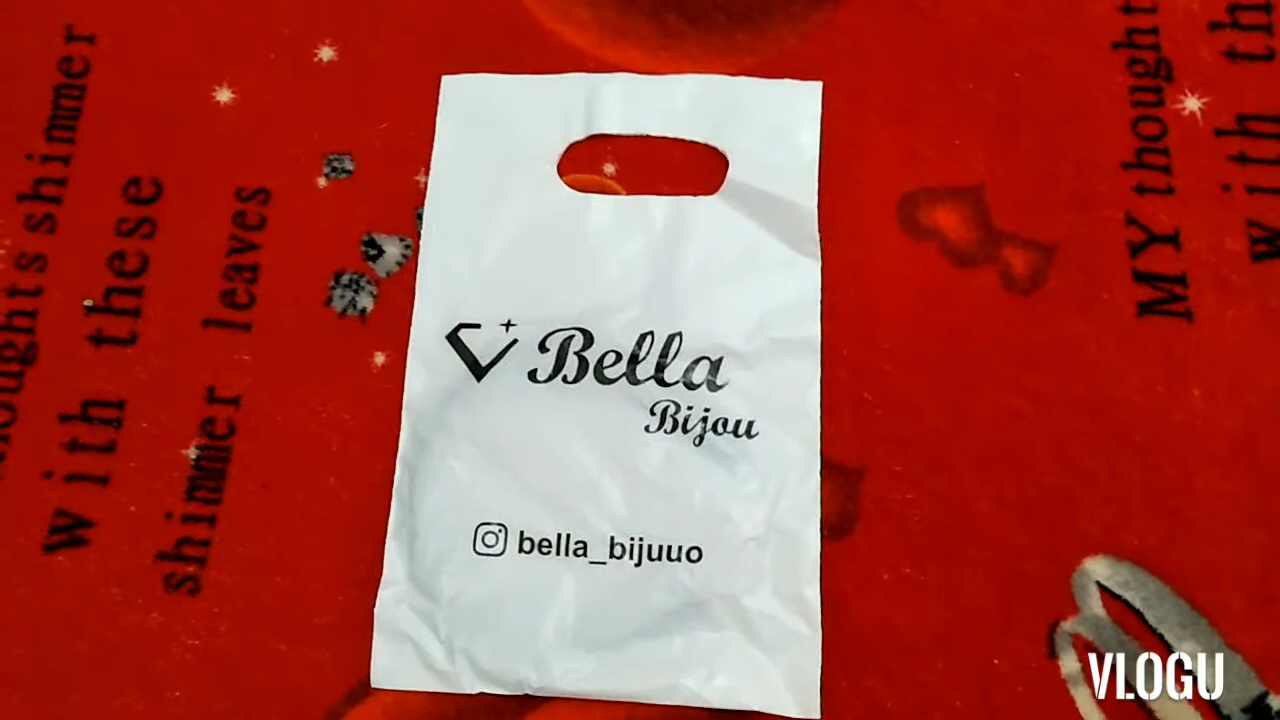 Bella
Bijou
bella_bijuuo
thoughts shimmer
with these
shimmer leaves
MY thought
with th
VLOGU